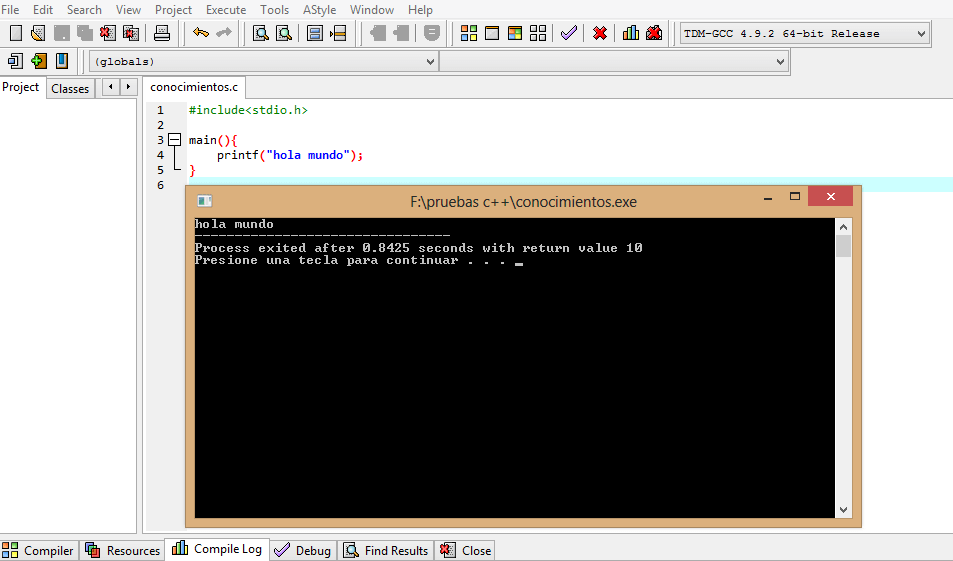 File Edit Search View Project Execute Tools AStyle Window Help
TDM-GCC 4.9.2 64-bit Release
(globals)
Project Classes
conocimientos.c
1 #include<stdio.h>
2
3 main(){
4 printf("hola mundo");
5 }
6
F:\pruebas c++\conocimientos.exe
hola mundo
--------------------------------
Process exited after 0.8425 seconds with return value 10
Presione una tecla para continuar . . .
Compiler Resources Compile Log Debug Find Results Close